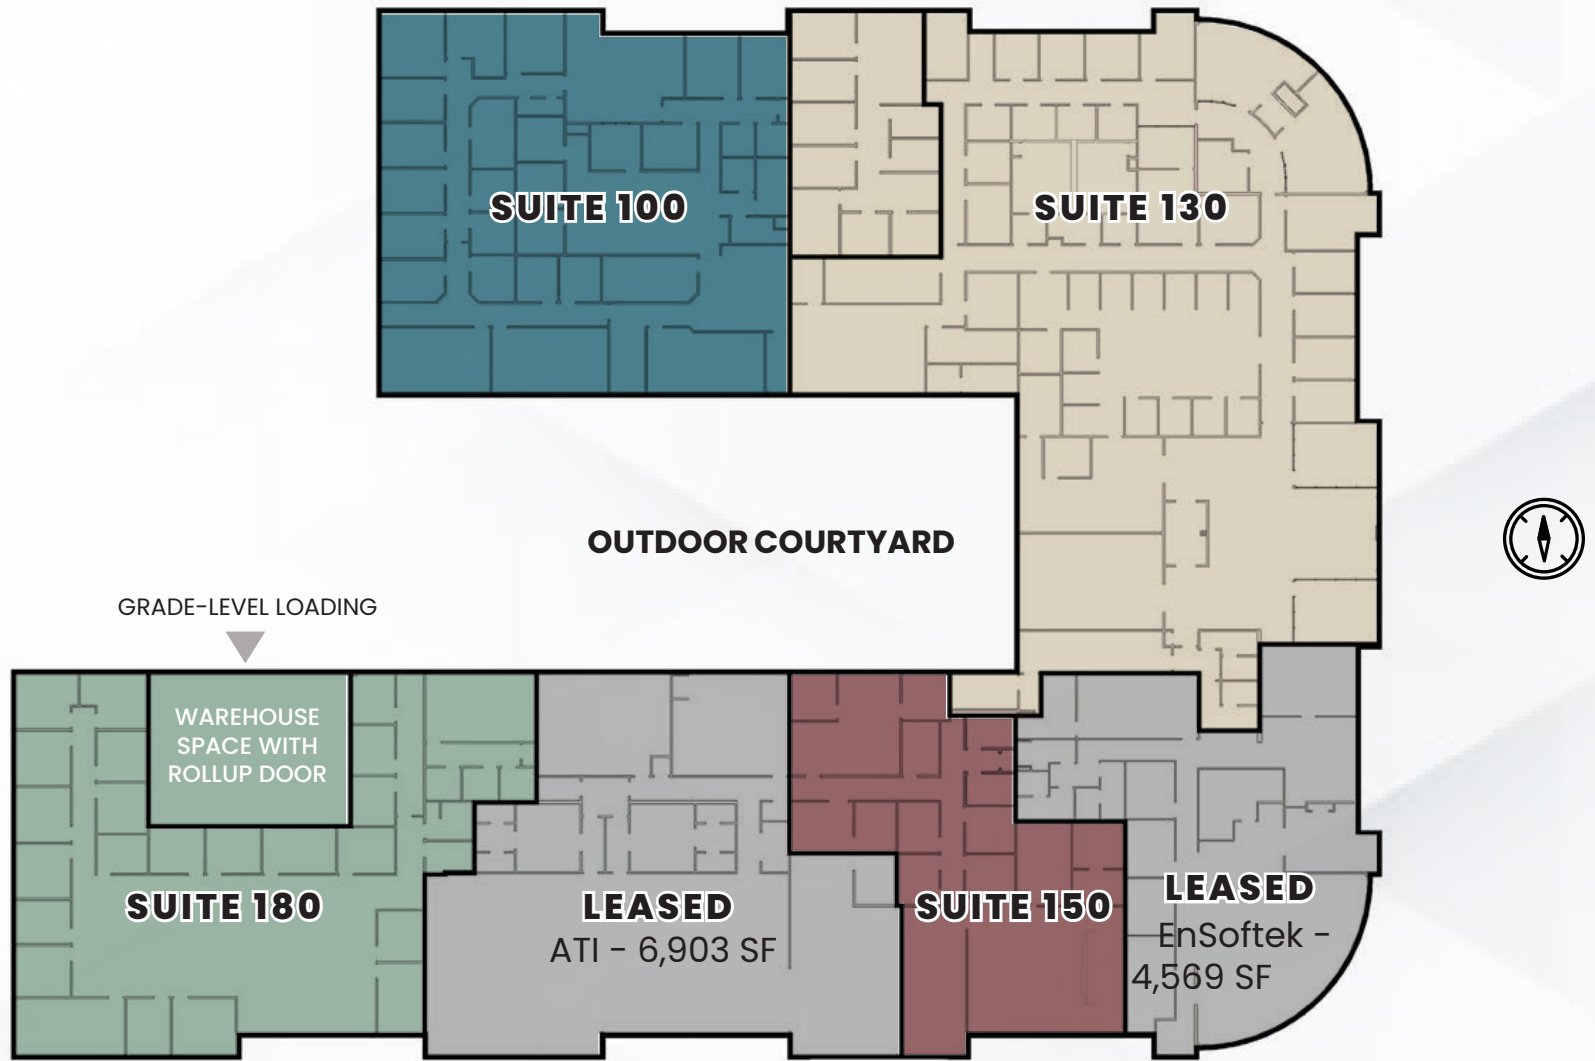 SUITE 100
SUITE 130
OUTDOOR COURTYARD
GRADE-LEVEL LOADING
WAREHOUSE
SPACE WITH
ROLLUP DOOR
SUITE 180
LEASED
ATI - 6,903 SF
SUITE 150
LEASED
EnSoftek -
4,569 SF